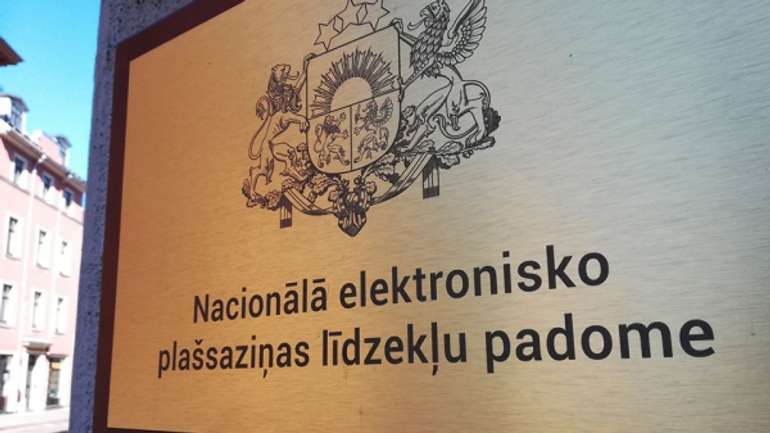 Nacionālā elektronisko
plašsaziņas līdzekļu padome